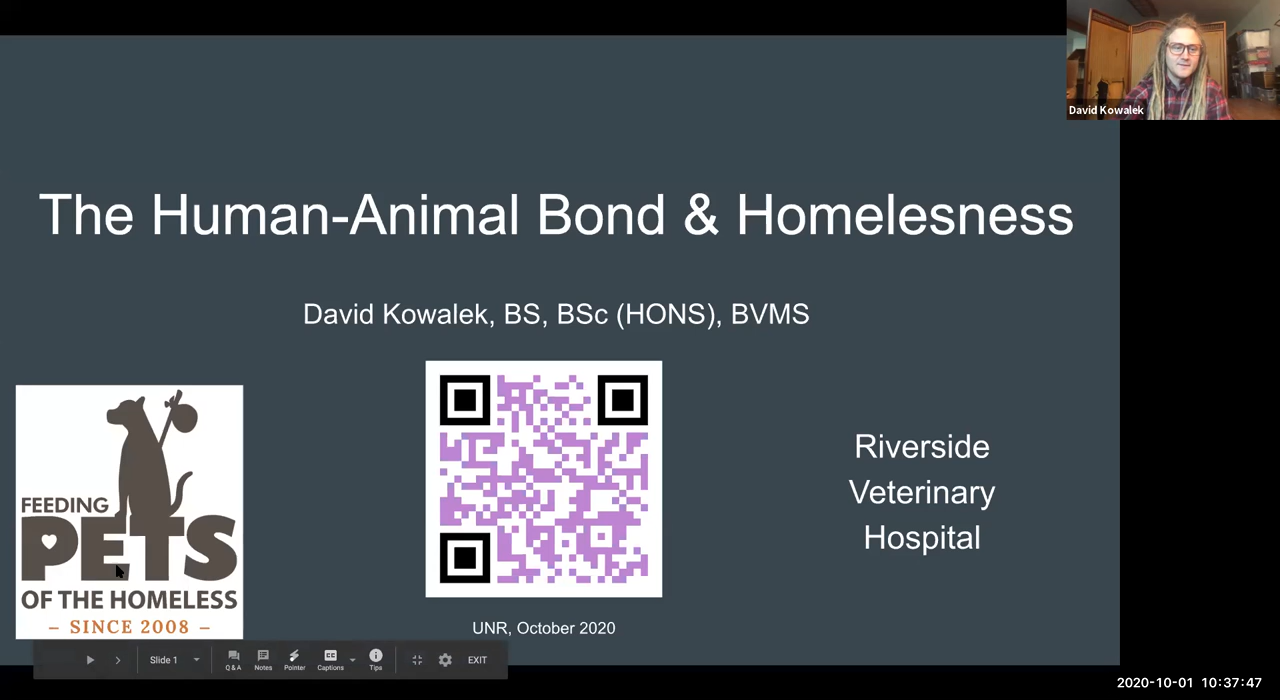 David Kowalek
The Human-Animal Bond & Homelesness
David Kowalek, BS, BSc (HONS), BVMS
FEEDING
PETS
OF THE HOMELESS
– SINCE 2008 –
Riverside
Veterinary
Hospital
UNR, October 2020
Slide 1
Q & A
Notes
Pointer
Captions
Tips
EXIT
2020-10-01 10:37:47